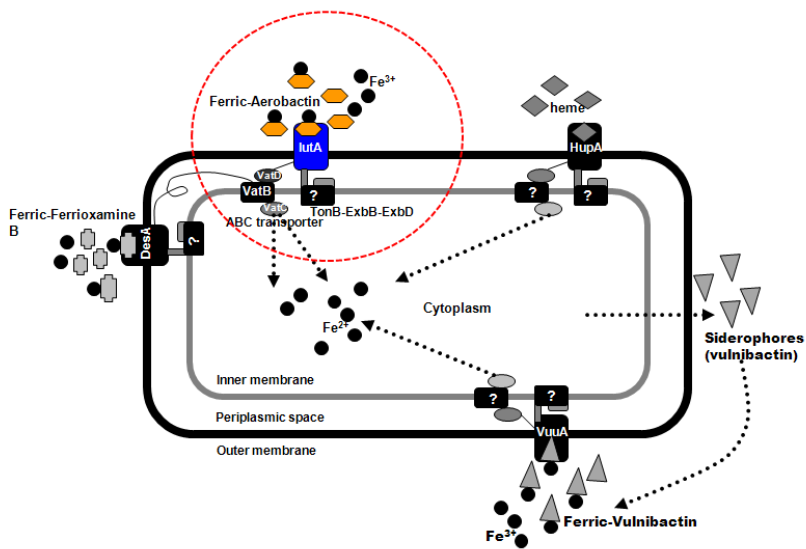 Fe3+
Ferric-Aerobactin
heme
IutA
HupA
VatD
VatB
?
?
?
VatC
TonB-ExbB-ExbD
ABC transporter
Ferric-Ferrioxamine
B
DesA
?
Cytoplasm
Fe2+
Siderophores
(vulnibactin)
Inner membrane
?
?
Periplasmic space
VuuA
Outer membrane
Ferric-Vulnibactin
Fe3+